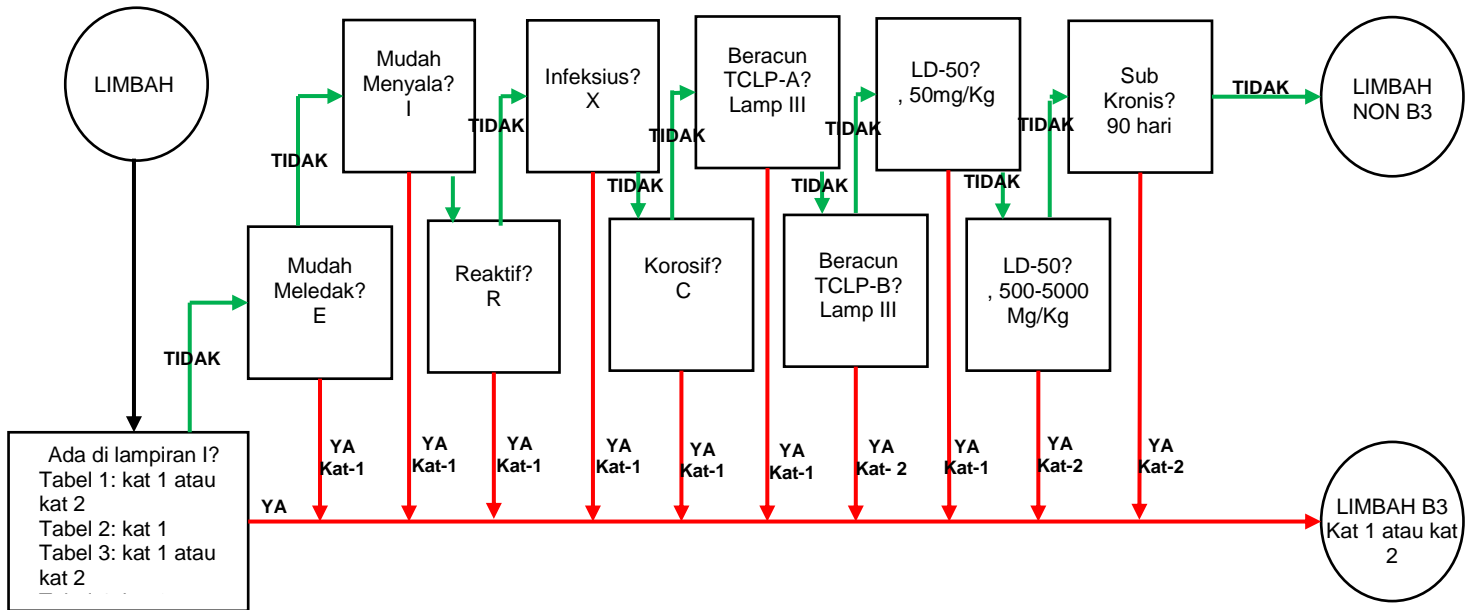 LIMBAH
Mudah
Menyala?
I
Infeksius?
X
Beracun
TCLP-A?
Lamp III
LD-50?
, 50mg/Kg
Sub
Kronis?
90 hari
LIMBAH
NON B3
TIDAK
TIDAK
TIDAK
TIDAK
TIDAK
TIDAK
TIDAK
TIDAK
TIDAK
Mudah
Meledak?
E
Reaktif?
R
Korosif?
C
Beracun
TCLP-B?
Lamp III
LD-50?
, 500-5000
Mg/Kg
TIDAK
Ada di lampiran I?
Tabel 1: kat 1 atau
kat 2
Tabel 2: kat 1
Tabel 3: kat 1 atau
kat 2
YA
YA
Kat-1
YA
Kat-1
YA
Kat-1
YA
Kat-1
YA
Kat-1
YA
Kat-1
YA
Kat- 2
YA
Kat-1
YA
Kat-2
YA
Kat-2
LIMBAH B3
Kat 1 atau kat
2